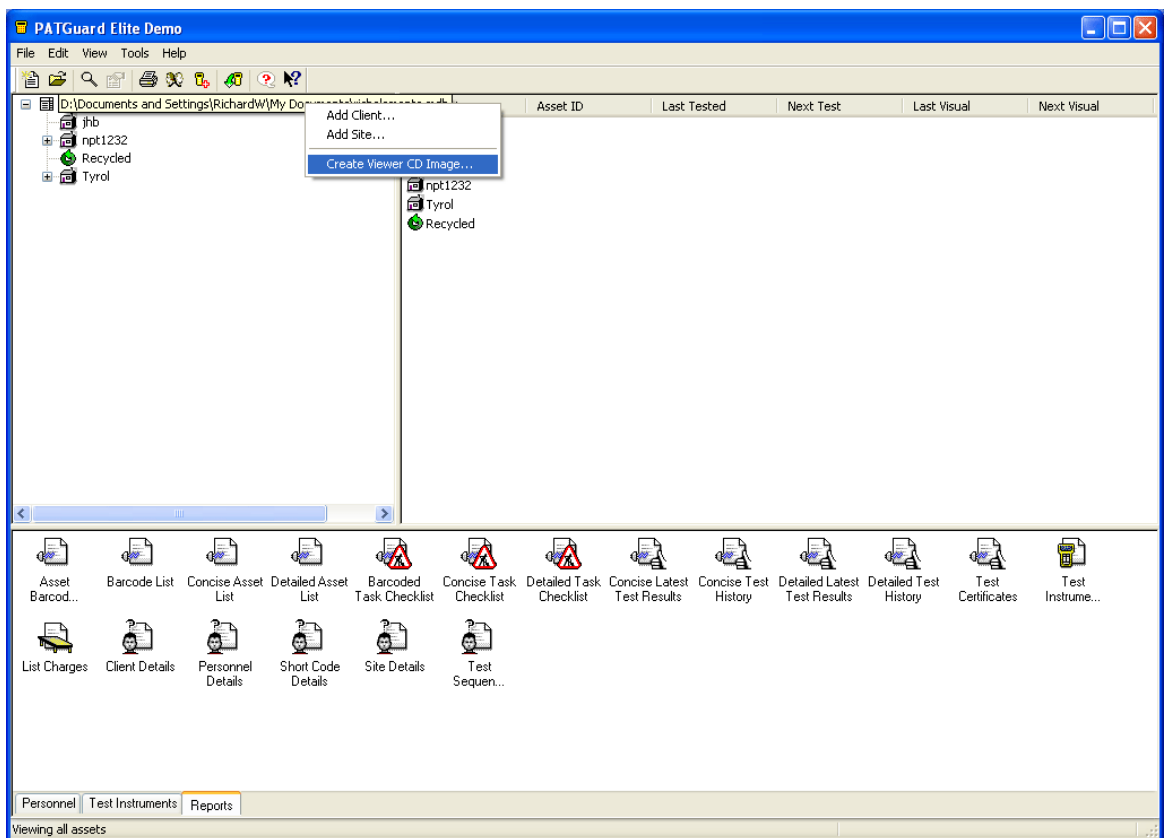 PATGuard Elite Demo
File Edit View Tools Help
D:\Documents and Settings\RichardW\My Documents\
Asset ID Last Tested Next Test Last Visual Next Visual
jhb
npt1232
Recycled
Tyrol
Add Client...
Add Site...
Create Viewer CD Image...
npt1232
Tyrol
Recycled
Asset Barcod...
Barcode List
Concise Asset List
Detailed Asset List
Barcoded Task Checklist
Concise Task Checklist
Detailed Task Checklist
Concise Latest Test Results
Concise Test History
Detailed Latest Test Results
Detailed Test History
Test Certificates
Test Instrume...
List Charges
Client Details
Personnel Details
Short Code Details
Site Details
Test Sequen...
Personnel Test Instruments Reports
Viewing all assets